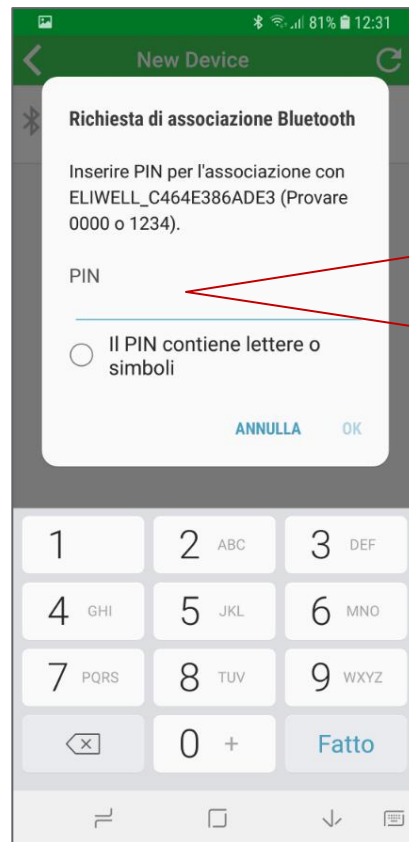 81% 12:31
New Device
Richiesta di associazione Bluetooth
Inserire PIN per l'associazione con
ELIWELL_C464E386ADE3 (Provare
0000 o 1234).
PIN
Il PIN contiene lettere o
simboli
ANNULLA OK
1 2 ABC 3 DEF
4 GHI 5 JKL 6 MNO
7 PQRS 8 TUV 9 WXYZ
0 + Fatto